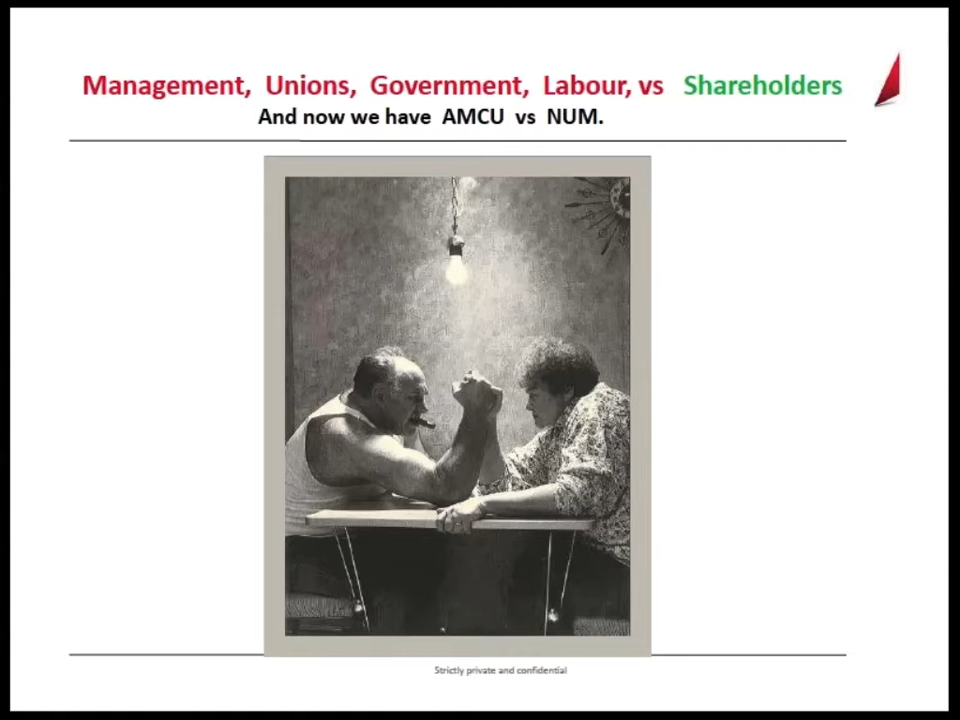 Management, Unions, Government, Labour, vs Shareholders
And now we have AMCU vs NUM.
Strictly private and confidential